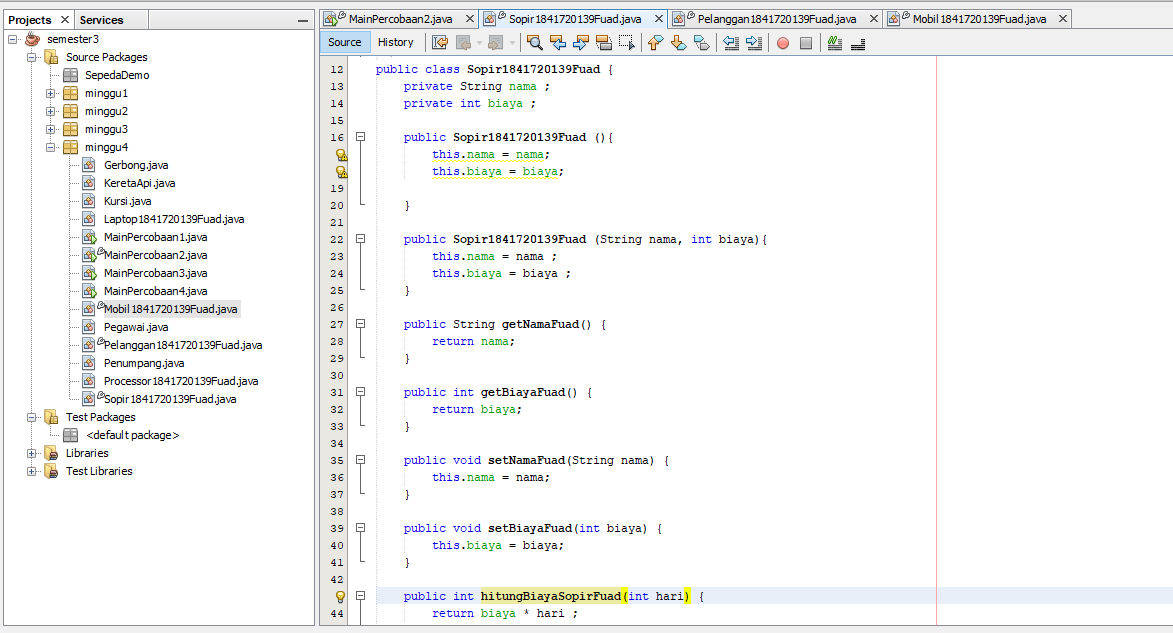 Projects
Services
semester3
Source Packages
SepedaDemo
minggu1
minggu2
minggu3
minggu4
Gerbong.java
KeretaApi.java
Kursi.java
Laptop1841720139Fuad.java
MainPercobaan1.java
MainPercobaan2.java
MainPercobaan3.java
MainPercobaan4.java
Mobil1841720139Fuad.java
Pegawai.java
Pelanggan1841720139Fuad.java
Penumpang.java
Processor1841720139Fuad.java
Sopir1841720139Fuad.java
Test Packages
<default package>
Libraries
Test Libraries
MainPercobaan2.java Sopir1841720139Fuad.java Pelanggan1841720139Fuad.java Mobil1841720139Fuad.java
Source History
12 public class Sopir1841720139Fuad {
13 private String nama ;
14 private int biaya ;
15
16 public Sopir1841720139Fuad (){
this.nama = nama;
this.biaya = biaya;
19
20 }
21
22 public Sopir1841720139Fuad (String nama, int biaya){
23 this.nama = nama ;
24 this.biaya = biaya ;
25 }
26
27 public String getNamaFuad() {
28 return nama;
29 }
30
31 public int getBiayaFuad() {
32 return biaya;
33 }
34
35 public void setNamaFuad(String nama) {
36 this.nama = nama;
37 }
38
39 public void setBiayaFuad(int biaya) {
40 this.biaya = biaya;
41 }
42
public int hitungBiayaSopirFuad(int hari) {
44 return biaya * hari ;